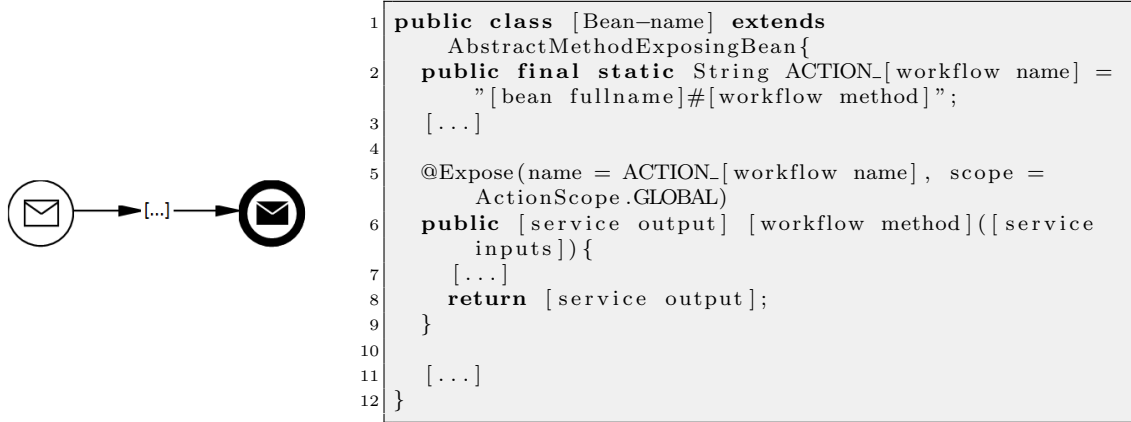 [...]
1 public class [Bean−name] extends
AbstractMethodExposingBean{
2 public final static String ACTION_[workflow name] =
"[bean fullname]#[workflow method]";
3 [...]
4
5 @Expose(name = ACTION_[workflow name], scope =
ActionScope.GLOBAL)
6 public [service output] [workflow method]([service
inputs]){
7 [...]
8 return [service output];
9 }
10
11 [...]
12 }